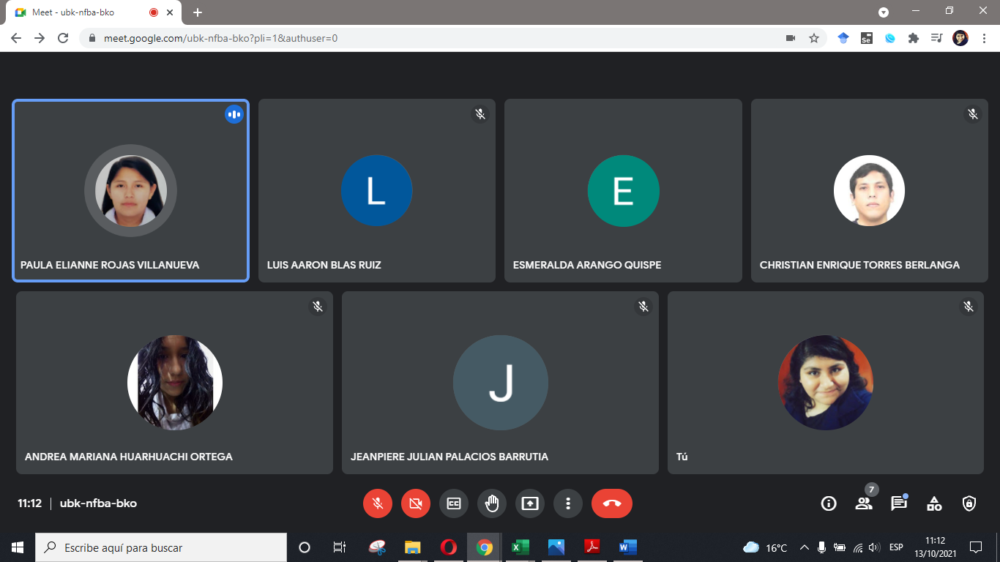 Meet - ubk-nfba-bko
meet.google.com/ubk-nfba-bko?pli=1&authuser=0
Se
L
E
PAULA ELIANNE ROJAS VILLANUEVA
LUIS AARON BLAS RUIZ
ESMERALDA ARANGO QUISPE
CHRISTIAN ENRIQUE TORRES BERLANGA
J
ANDREA MARIANA HUARHUACHI ORTEGA
JEANPIERE JULIAN PALACIOS BARRUTIA
Tú
11:12 | ubk-nfba-bko
CC
7
Escribe aquí para buscar
16°C
ESP
11:12
13/10/2021